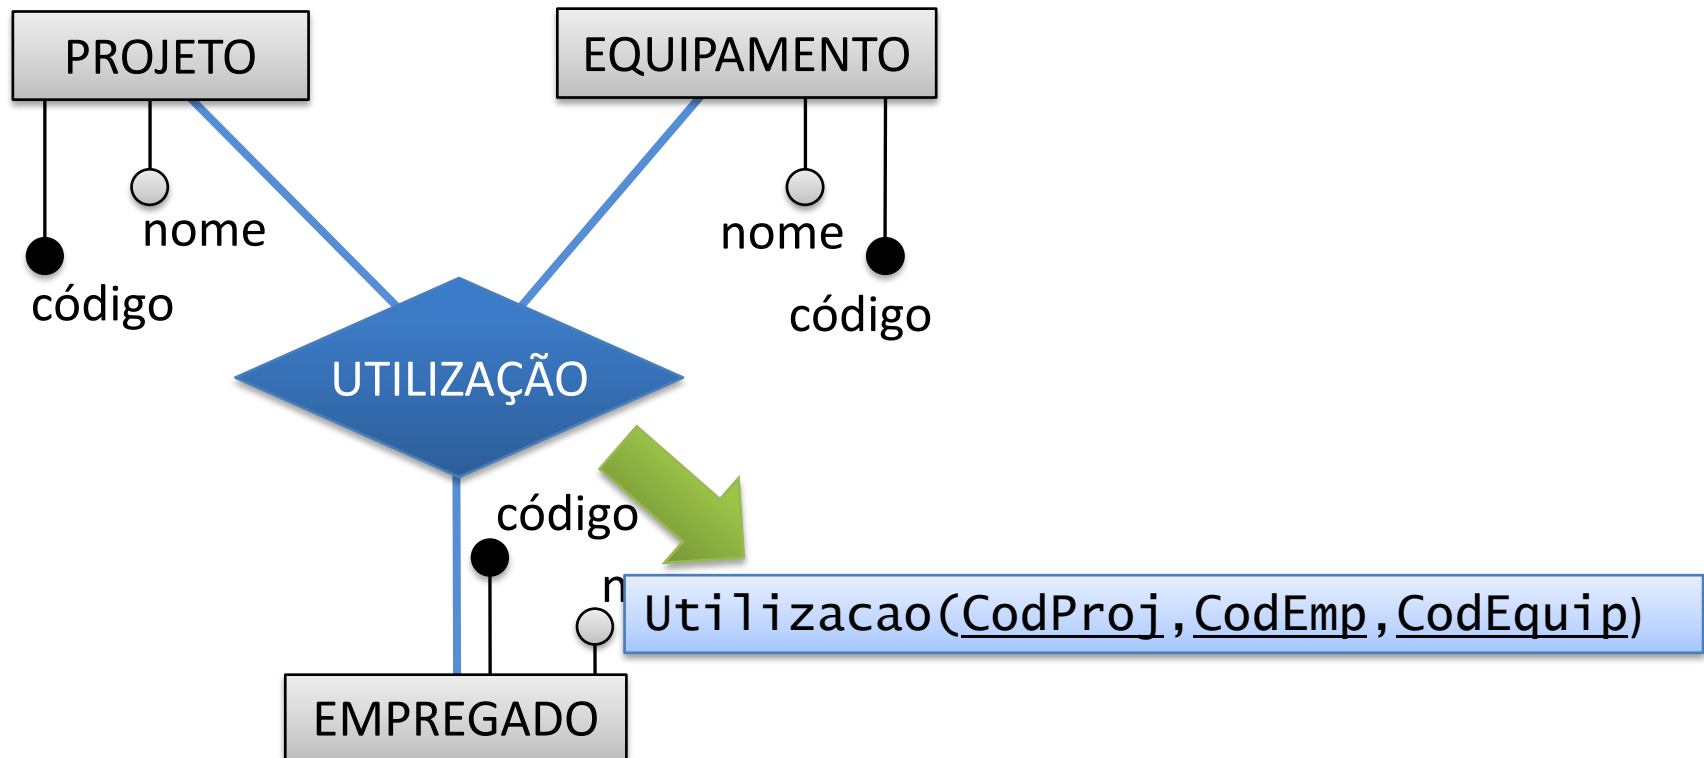 PROJETO
EQUIPAMENTO
nome
nome
código
código
UTILIZAÇÃO
código
Utilizacao(CodProj,CodEmp,CodEquip)
EMPREGADO